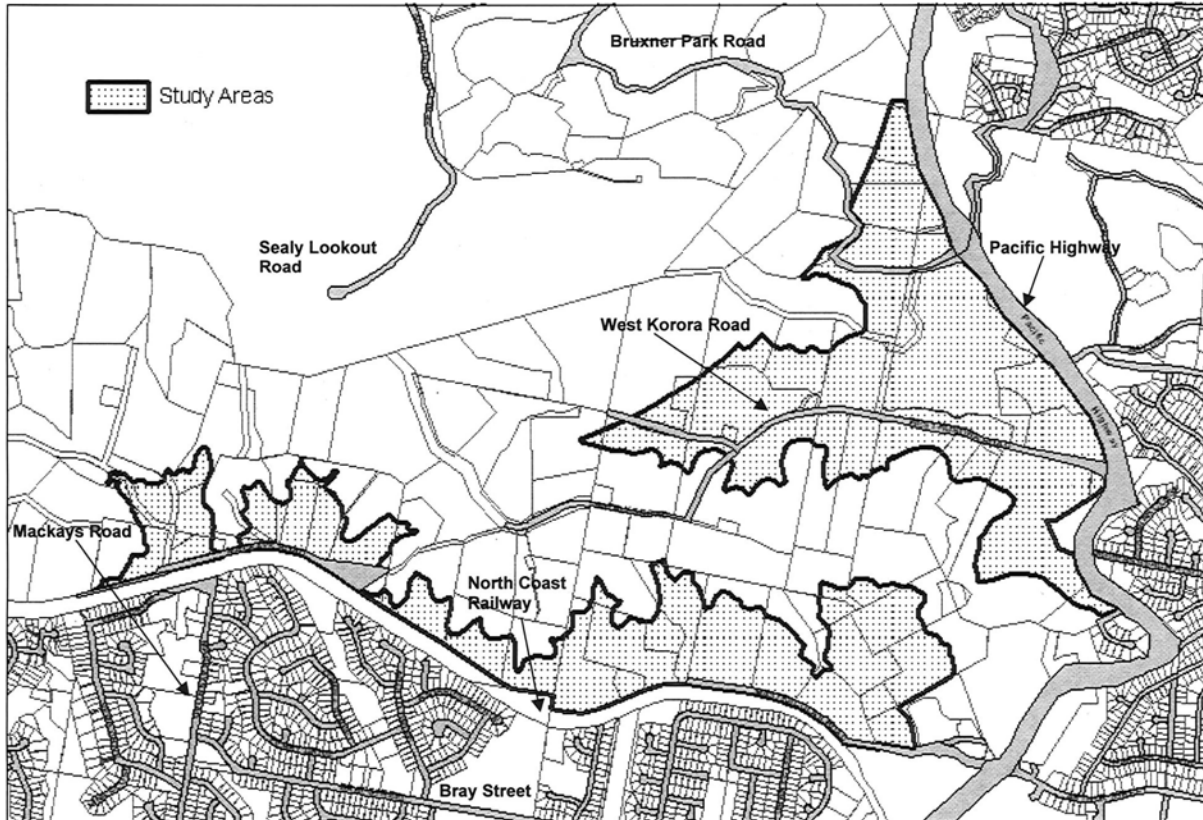 Bruxner Park Road
Study Areas
Sealy Lookout
Road
Pacific Highway
West Korora Road
Pacific
Highway
Mackays Road
North Coast
Railway
Bray Street